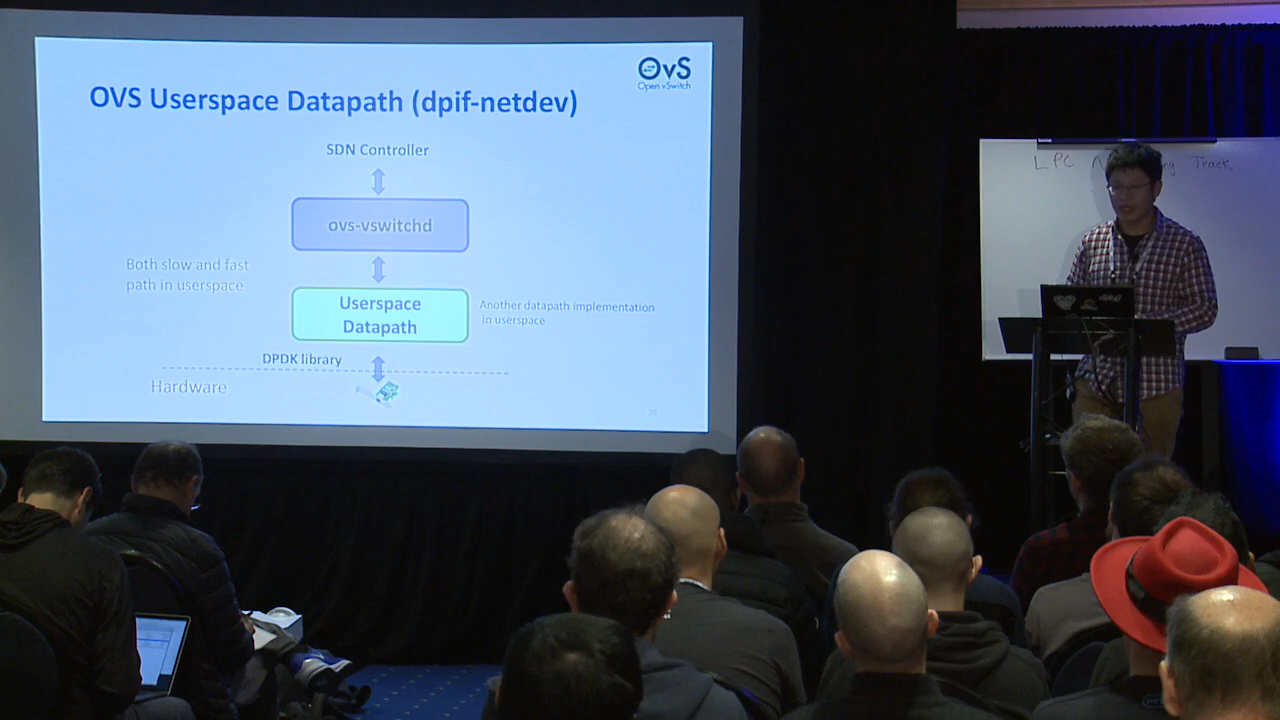 OvS
Open vSwitch
OVS Userspace Datapath (dpif-netdev)
SDN Controller
ovs-vswitchd
Both slow and fast
path in userspace
Userspace
Datapath
Another datapath implementation
in userspace
DPDK library
Hardware
LPC
Track